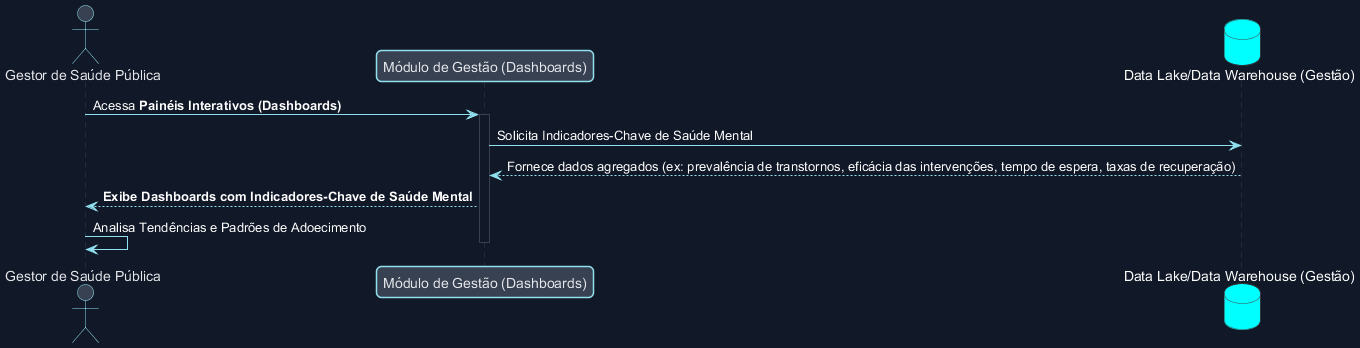 Gestor de Saúde Pública
Módulo de Gestão (Dashboards)
Data Lake/Data Warehouse (Gestão)
Acessa Painéis Interativos (Dashboards)
Solicita Indicadores-Chave de Saúde Mental
Fornece dados agregados (ex: prevalência de transtornos, eficácia das intervenções, tempo de espera, taxas de recuperação)
Exibe Dashboards com Indicadores-Chave de Saúde Mental
Analisa Tendências e Padrões de Adoecimento
Gestor de Saúde Pública
Módulo de Gestão (Dashboards)
Data Lake/Data Warehouse (Gestão)